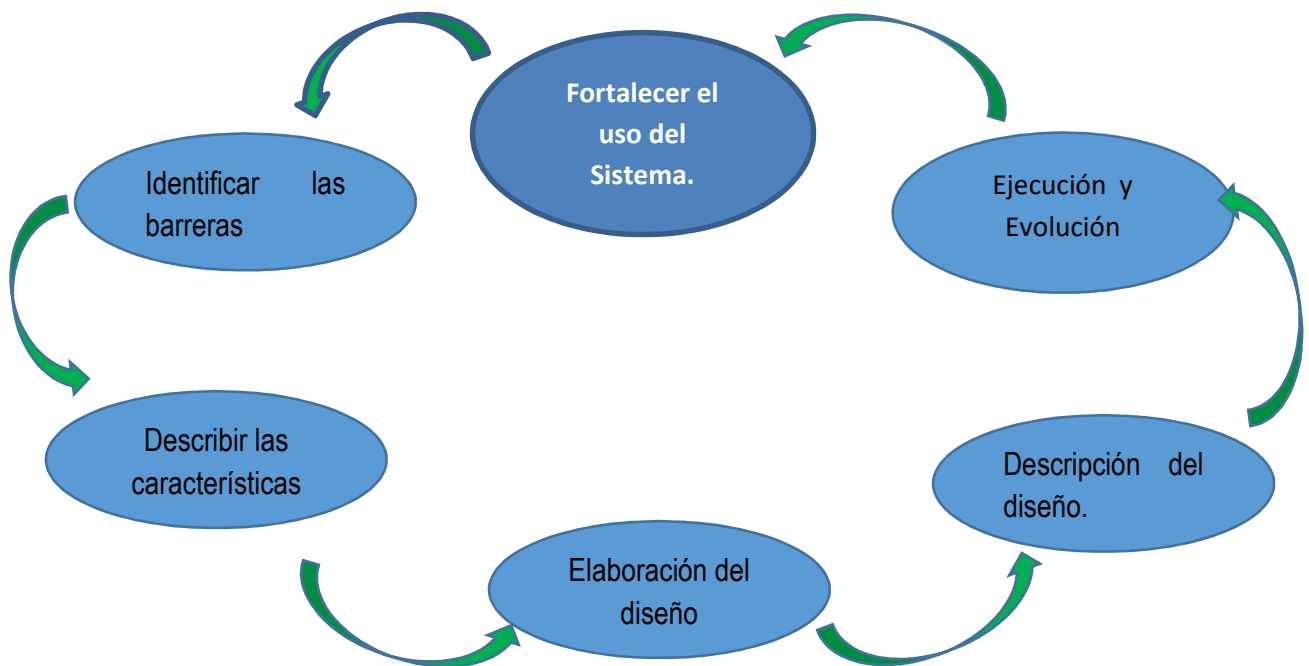 Fortalecer el
uso del
Sistema.
Identificar las
barreras
Describir las
características
Elaboración del
diseño
Descripción del
diseño.
Ejecución y
Evolución